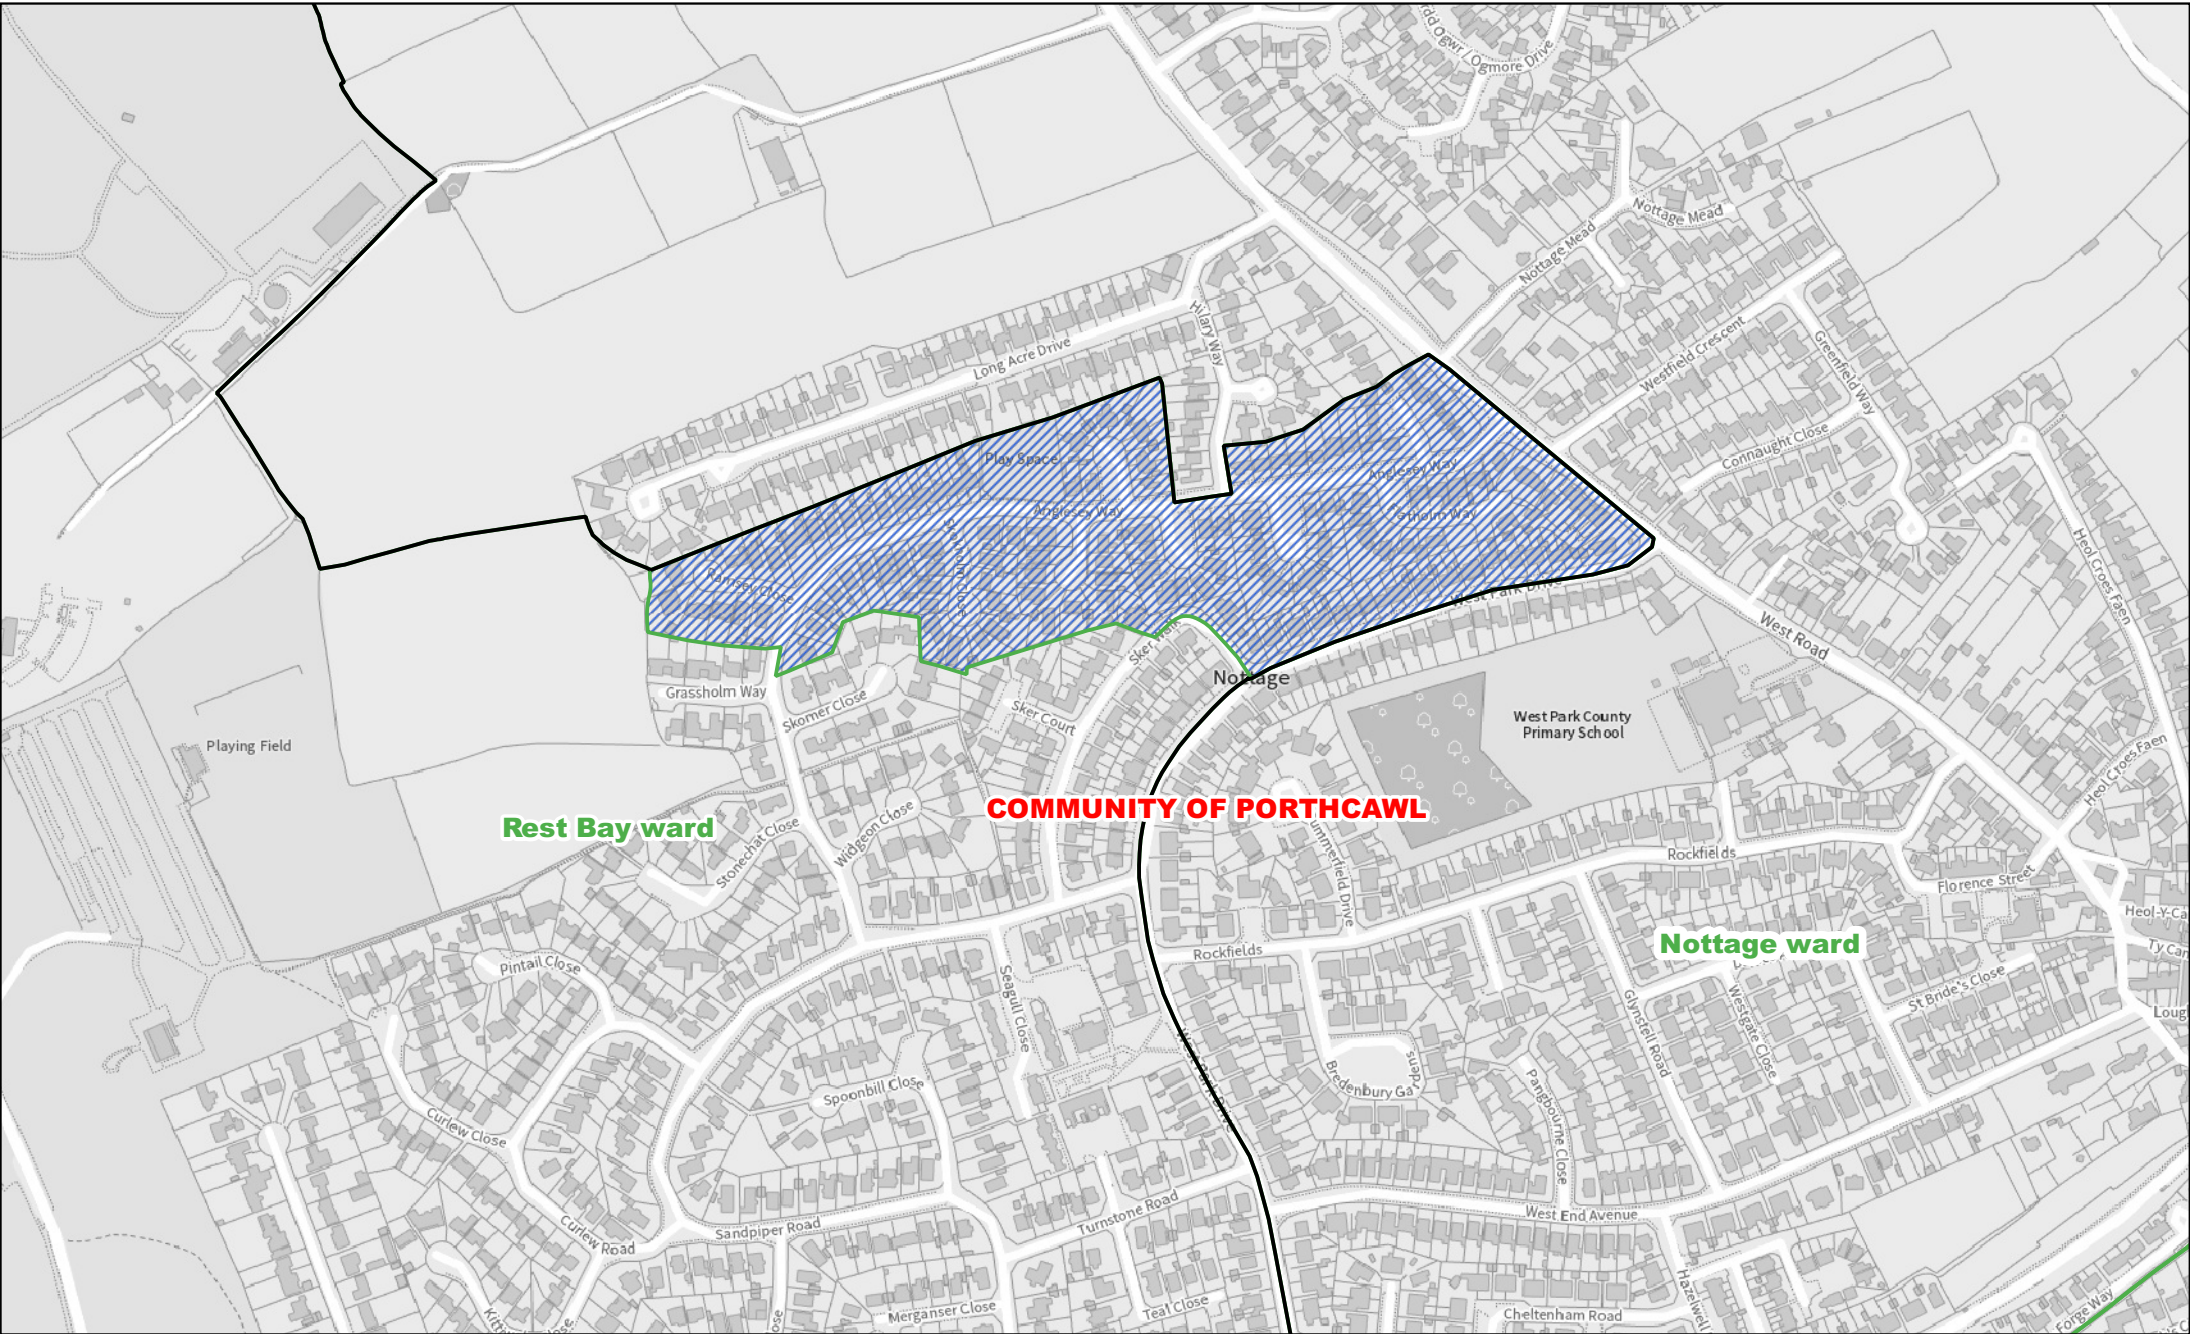 Ogmore Drive
Nottage Mead
Nottage Mead
Hilary Way
Long Acre Drive
Westfield Crescent
Greenfield Way
Connaught Close
Play Space
Anglesey Way
Anglesey Way
Skokholm Close
Ramsey Close
West Park Drive
Heol Croes Faen
West Road
Sker Walk
Nottage
Grassholm Way
Skomer Close
Sker Court
West Park County
Primary School
Playing Field
Heol Croes Faen
COMMUNITY OF PORTHCAWL
Rest Bay ward
Stonechat Close
Widgeon Close
Rockfields
Florence Street
Nottage ward
Rockfields
Pintail Close
Seagull Close
Glynstell Road
Westgate Close
St Bride's Close
West Park Drive
Spoonbill Close
Bredenbury Gardens
Pangbourne Close
Curlew Close
Curlew Road
Sandpiper Road
Turnstone Road
West End Avenue
Merganser Close
Teal Close
Cheltenham Road
Forge Way